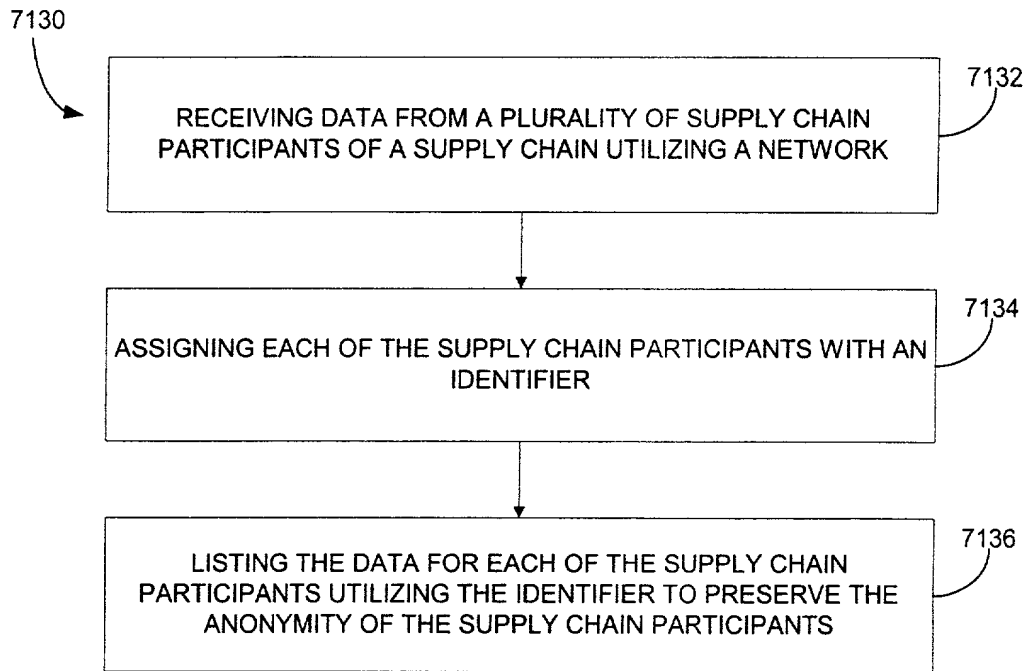 7130
7132
RECEIVING DATA FROM A PLURALITY OF SUPPLY CHAIN
PARTICIPANTS OF A SUPPLY CHAIN UTILIZING A NETWORK
7134
ASSIGNING EACH OF THE SUPPLY CHAIN PARTICIPANTS WITH AN
IDENTIFIER
7136
LISTING THE DATA FOR EACH OF THE SUPPLY CHAIN
PARTICIPANTS UTILIZING THE IDENTIFIER TO PRESERVE THE
ANONYMITY OF THE SUPPLY CHAIN PARTICIPANTS